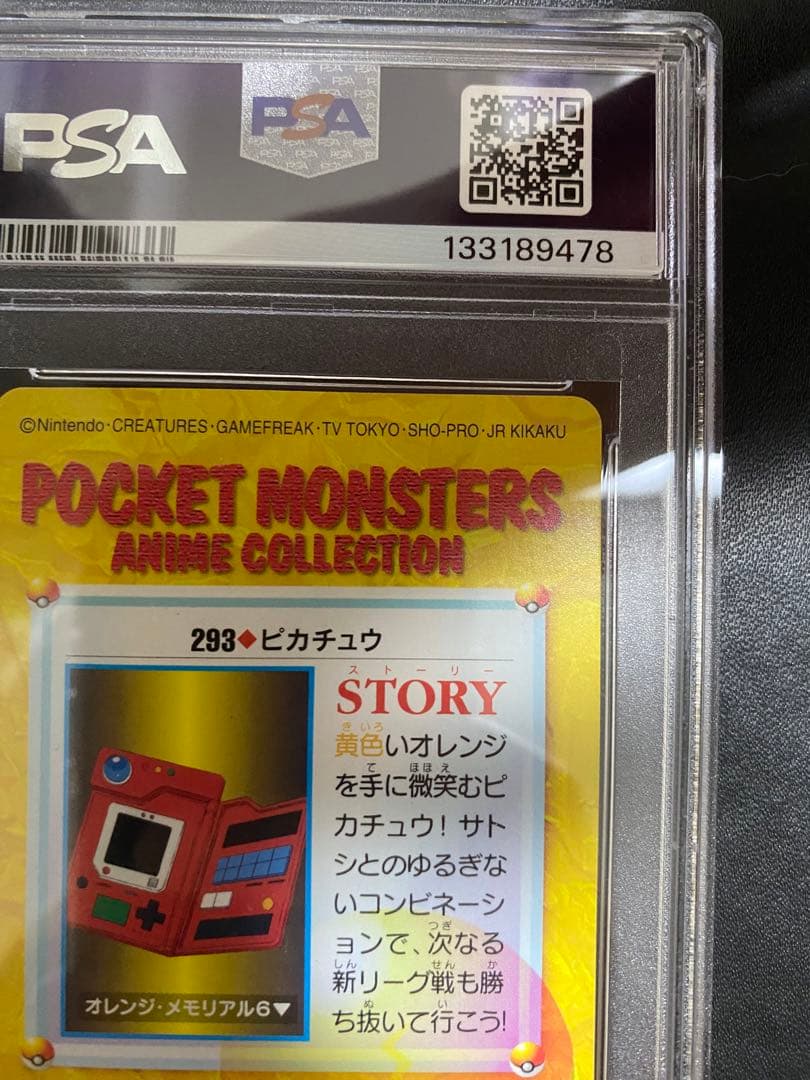 PSA
PSA
133189478
©Nintendo・CREATURES・GAMEFREAK・TV TOKYO・SHO-PRO・JR KIKAKU
POCKET MONSTERS
ANIME COLLECTION
293◆ピカチュウ
ストーリー
STORY
きいろ
黄色いオレンジ
て ほほえ
を手に微笑むピ
カチュウ！サト
シとのゆるぎな
いコンビネーシ
つぎ
ョンで、次なる
しん せん か
新リーグ戦も勝
ぬ い
ち抜いて行こう！
オレンジ・メモリアル6▼